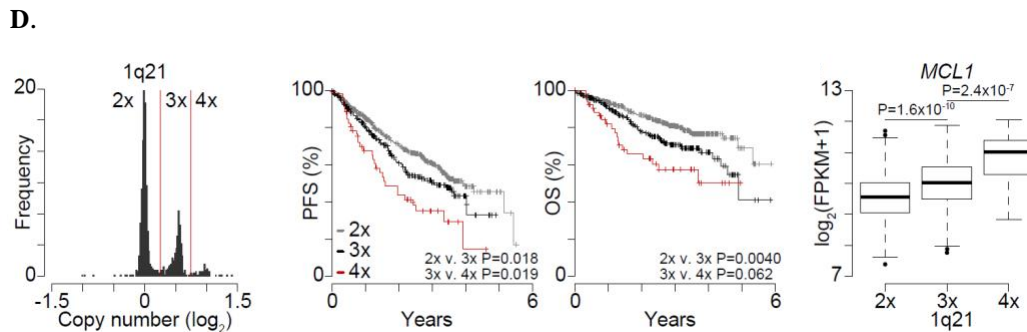 D.
1q21
2x 3x 4x
20
Frequency
0
-1.5 0 1.5
Copy number (log2)
100
PFS (%)
0
2x
3x
4x
2x v. 3x P=0.018
3x v. 4x P=0.019
0 6
Years
100
OS (%)
0
2x v. 3x P=0.0040
3x v. 4x P=0.062
0 6
Years
MCL1
P=2.4x10-7
P=1.6x10-10
13
log2(FPKM+1)
7
2x 3x 4x
1q21